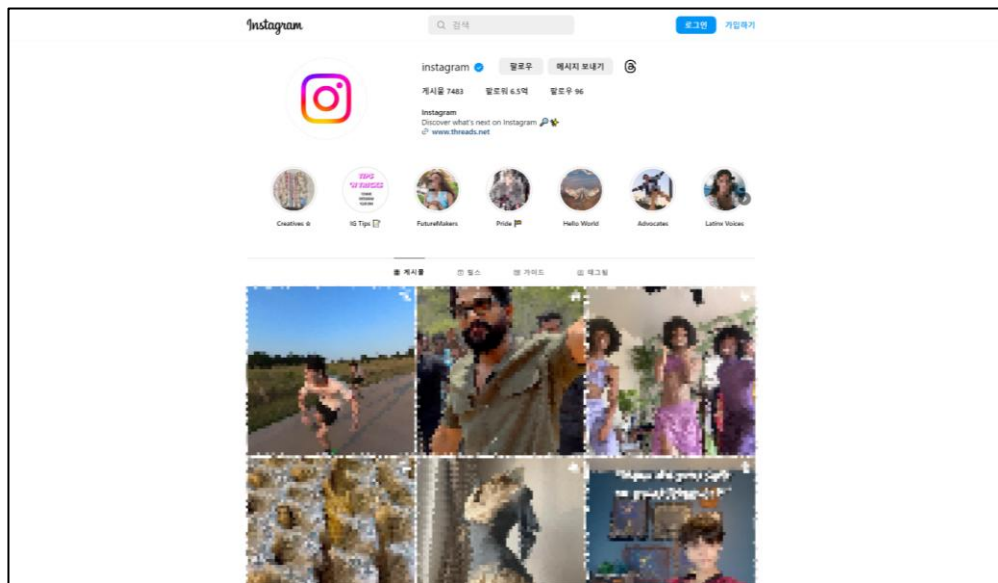 Instagram
검색
로그인
가입하기
instagram
팔로우
메시지 보내기
게시물 7483
팔로워 6.5억
팔로우 96
Instagram
Discover what's next on Instagram 🔎✨
www.threads.net
TIPS
Creatives
IG Tips
FutureMakers
Pride
Hello World
Advocates
Latinx Voices
게시물
릴스
가이드
태그됨